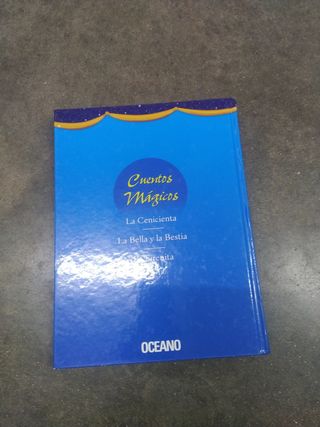 Cuentos
Mágicos
La Cenicienta
La Bella y la Bestia
OCEANO